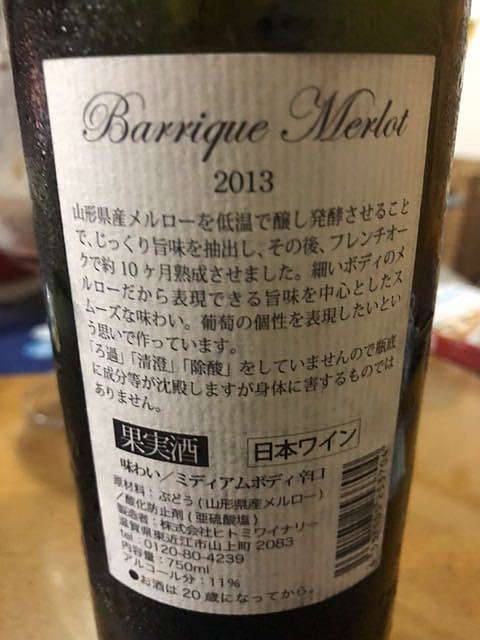 Barrique Merlot
2013
山形県産メルローを低温で醸し発酵させること
で、じっくり旨味を抽出し、その後、フレンチオー
クで約10ヶ月熟成させました。細いボディのメ
ルローだから表現できる旨味を中心としたス
ムーズな味わい。葡萄の個性を表現したいとい
う思いで作っています。
「ろ過」「清澄」「除酸」をしていませんので瓶底
に成分等が沈殿しますが身体に害するものでは
ありません。
果実酒 日本ワイン
味わい／ミディアムボディ辛口
原材料：ぶどう(山形県産メルロー)
/酸化防止剤(亜硫酸塩)
製造者：株式会社ヒトミワイナリー
滋賀県東近江市山上町2083
tel：0120-80-4239
内容量：750ml
アルコール分：11%
●お酒は20歳になってから。